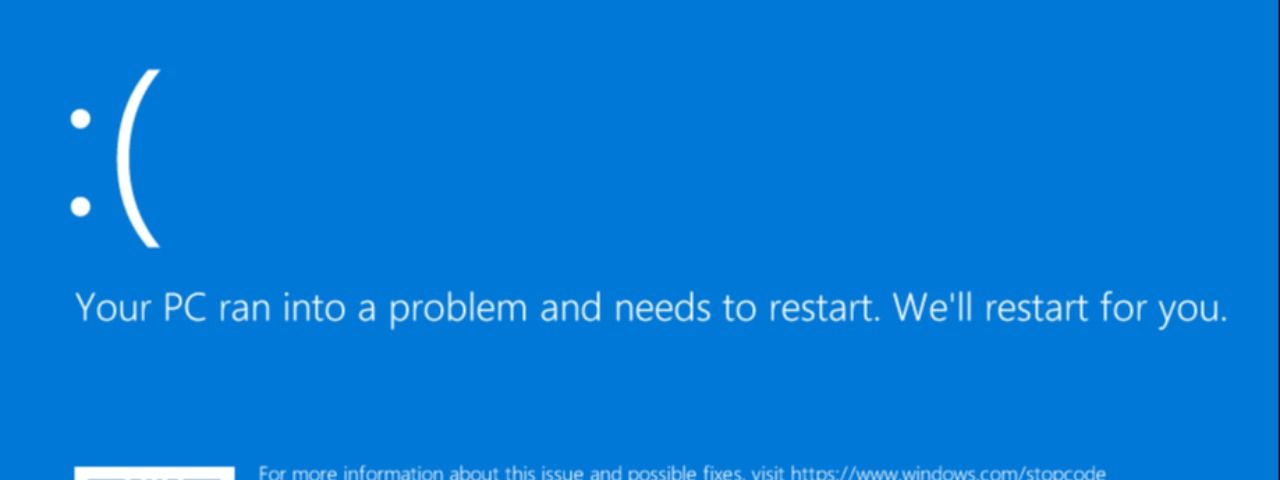 :(
Your PC ran into a problem and needs to restart. We'll restart for you.
For more information about this issue and possible fixes, visit https://www.windows.com/stopcode